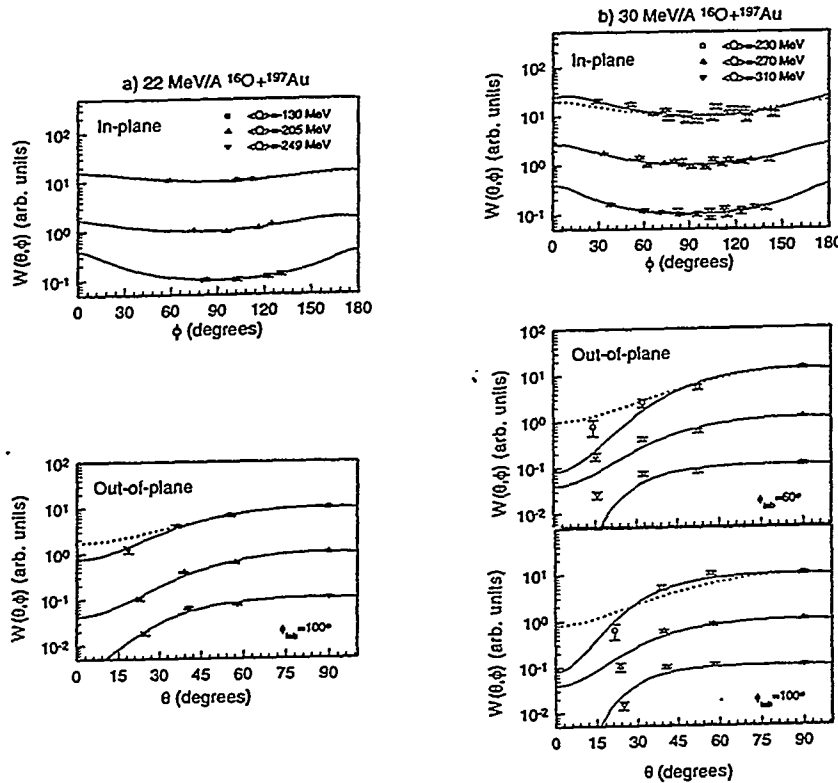 a) 22 MeV/A ¹⁶O+¹⁹⁷Au
In-plane
<Q>=-130 MeV
<Q>=-205 MeV
<Q>=-249 MeV
W(θ,ϕ) (arb. units)
10²
10¹
10⁰
10⁻¹
0 30 60 90 120 150 180
ϕ (degrees)
Out-of-plane
W(θ,ϕ) (arb. units)
10²
10¹
10⁰
10⁻¹
10⁻²
ϕlab=100°
0 15 30 45 60 75 90
θ (degrees)
b) 30 MeV/A ¹⁶O+¹⁹⁷Au
In-plane
<Q>=-230 MeV
<Q>=-270 MeV
<Q>=-310 MeV
W(θ,ϕ) (arb. units)
10²
10¹
10⁰
10⁻¹
0 30 60 90 120 150 180
ϕ (degrees)
Out-of-plane
W(θ,ϕ) (arb. units)
10²
10¹
10⁰
10⁻¹
10⁻²
ϕlab=60°
W(θ,ϕ) (arb. units)
10¹
10⁰
10⁻¹
10⁻²
ϕlab=100°
0 15 30 45 60 75 90
θ (degrees)